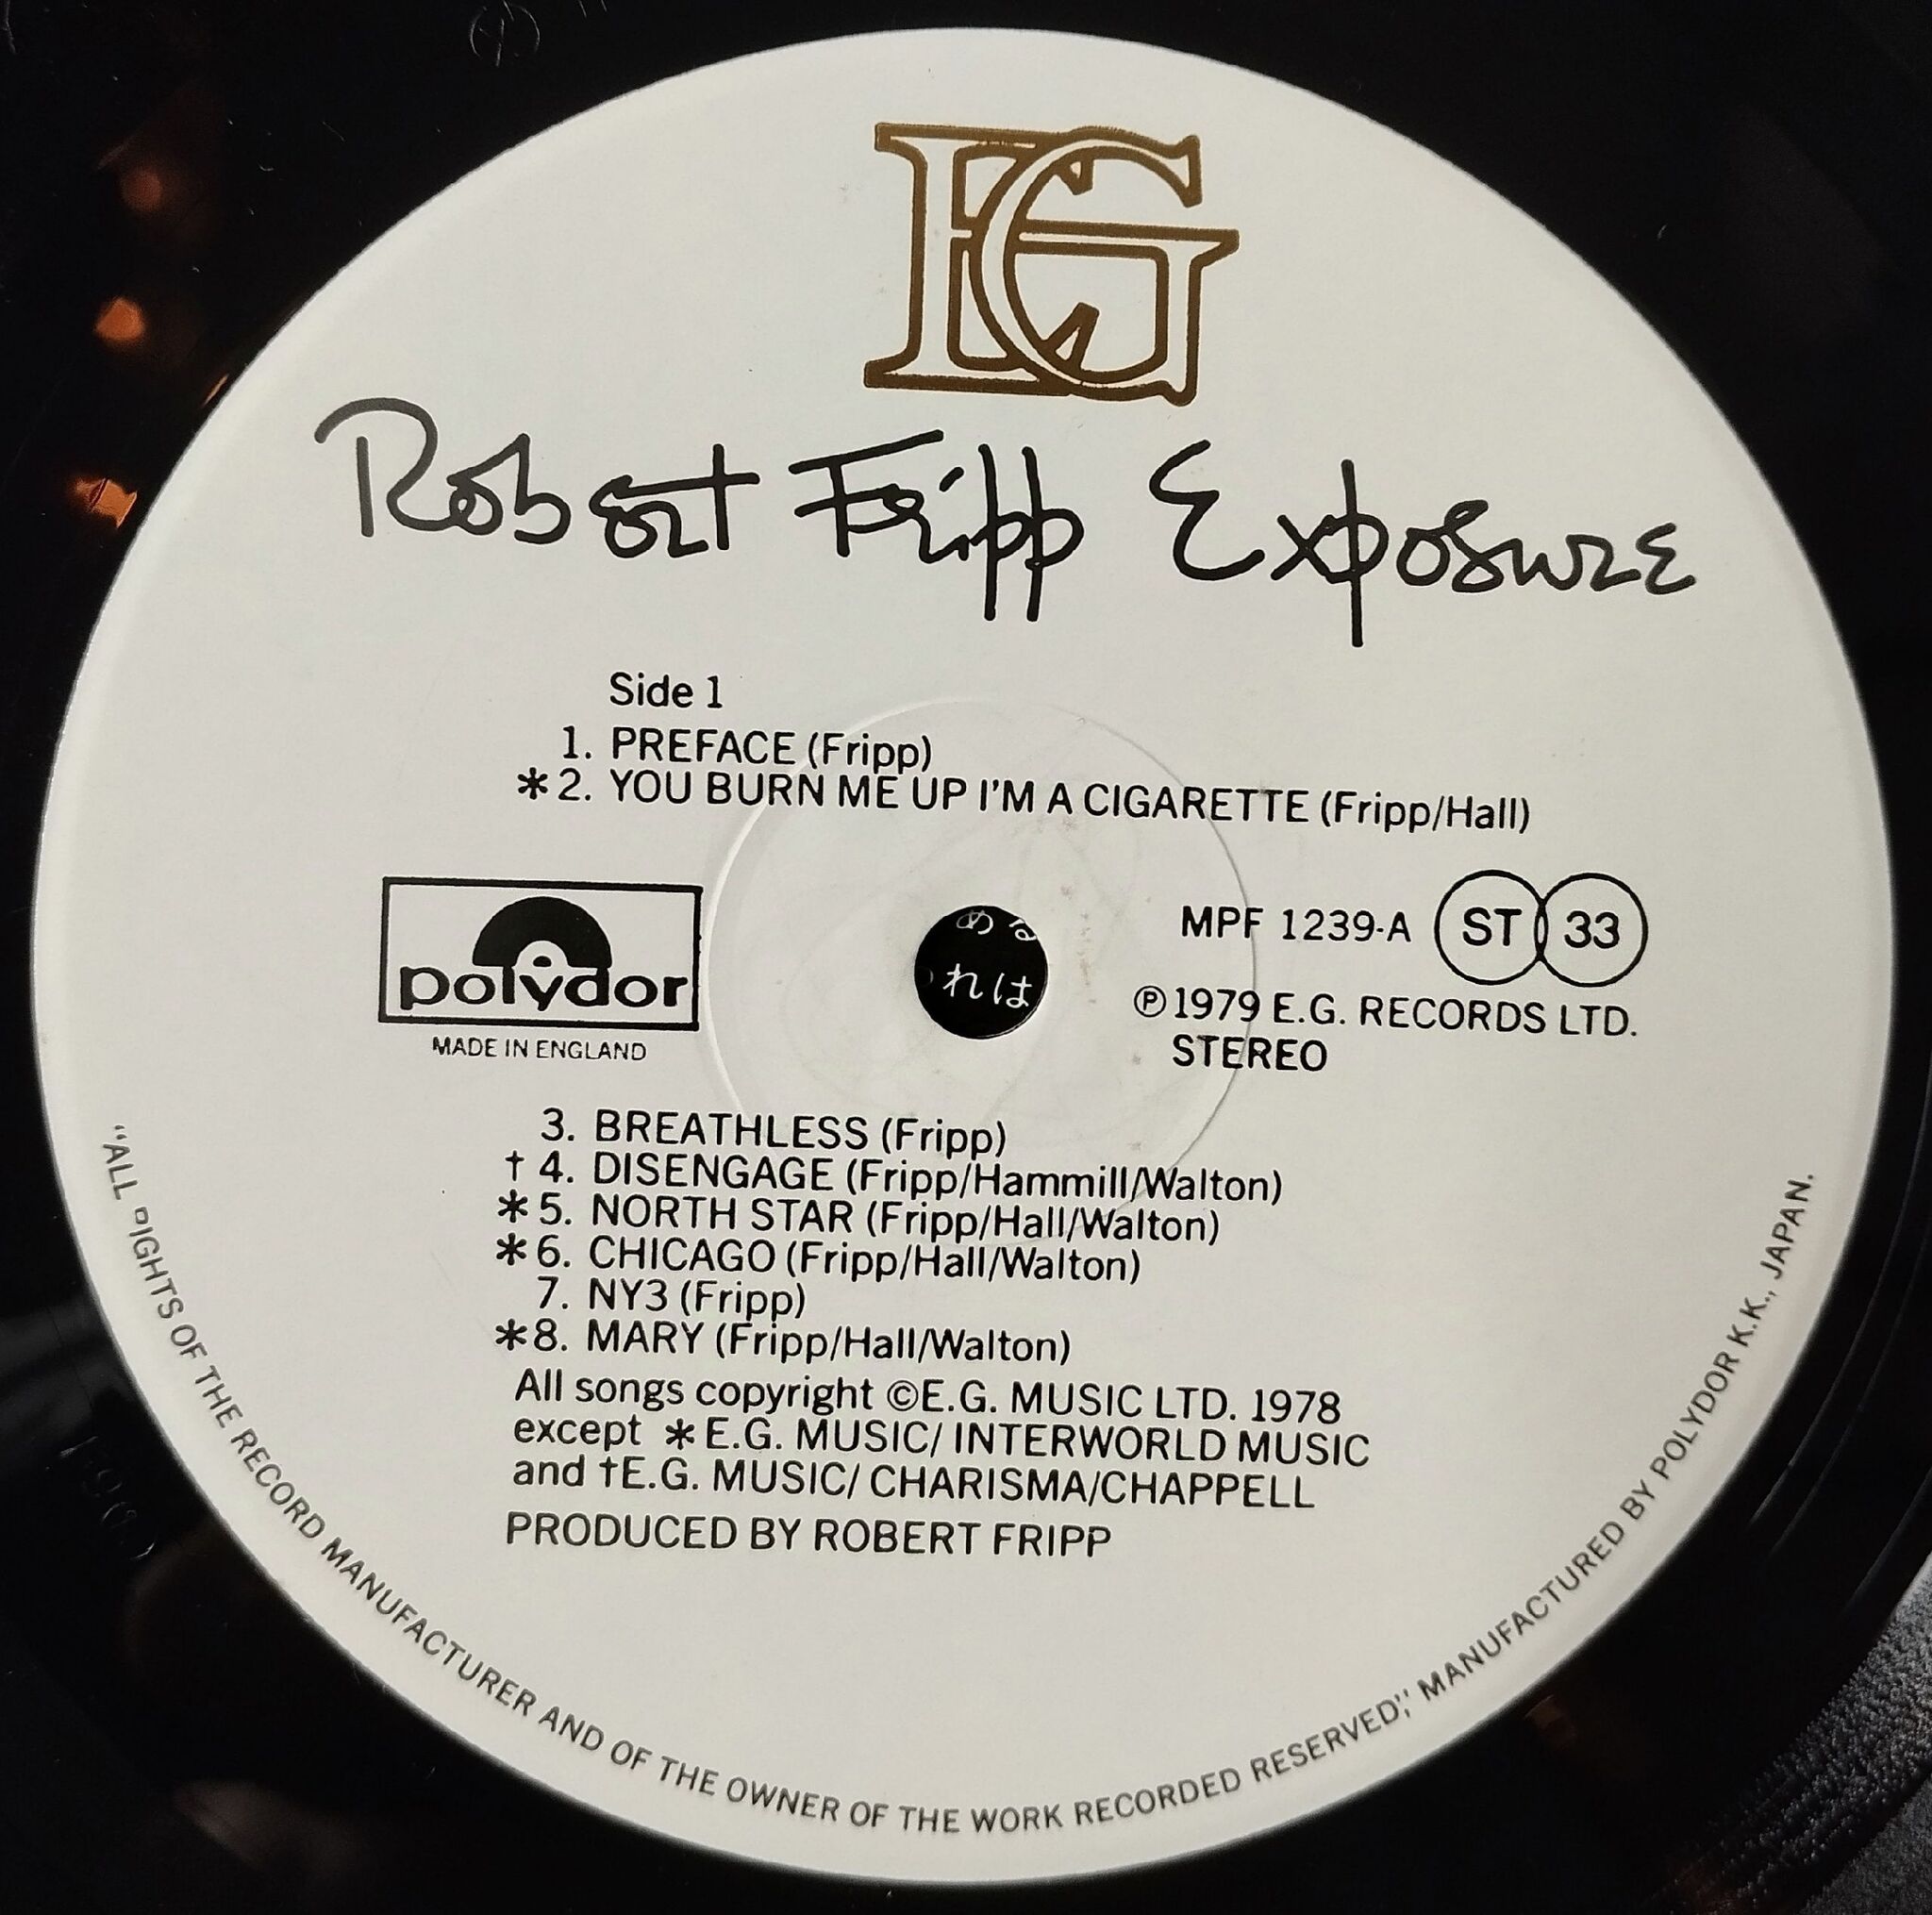 EG
Robert Fripp Exposure
Side 1
1. PREFACE (Fripp)
*2. YOU BURN ME UP I'M A CIGARETTE (Fripp/Hall)
polydor
MADE IN ENGLAND
める
れは
MPF 1239-A ST 33
℗1979 E.G. RECORDS LTD.
STEREO
3. BREATHLESS (Fripp)
†4. DISENGAGE (Fripp/Hammill/Walton)
*5. NORTH STAR (Fripp/Hall/Walton)
*6. CHICAGO (Fripp/Hall/Walton)
7. NY3 (Fripp)
*8. MARY (Fripp/Hall/Walton)
All songs copyright ©E.G. MUSIC LTD. 1978
except *E.G. MUSIC/ INTERWORLD MUSIC
and †E.G. MUSIC/ CHARISMA/CHAPPELL
PRODUCED BY ROBERT FRIPP
"ALL RIGHTS OF THE RECORD MANUFACTURER AND OF THE OWNER OF THE WORK RECORDED RESERVED," MANUFACTURED BY POLYDOR K.K., JAPAN.